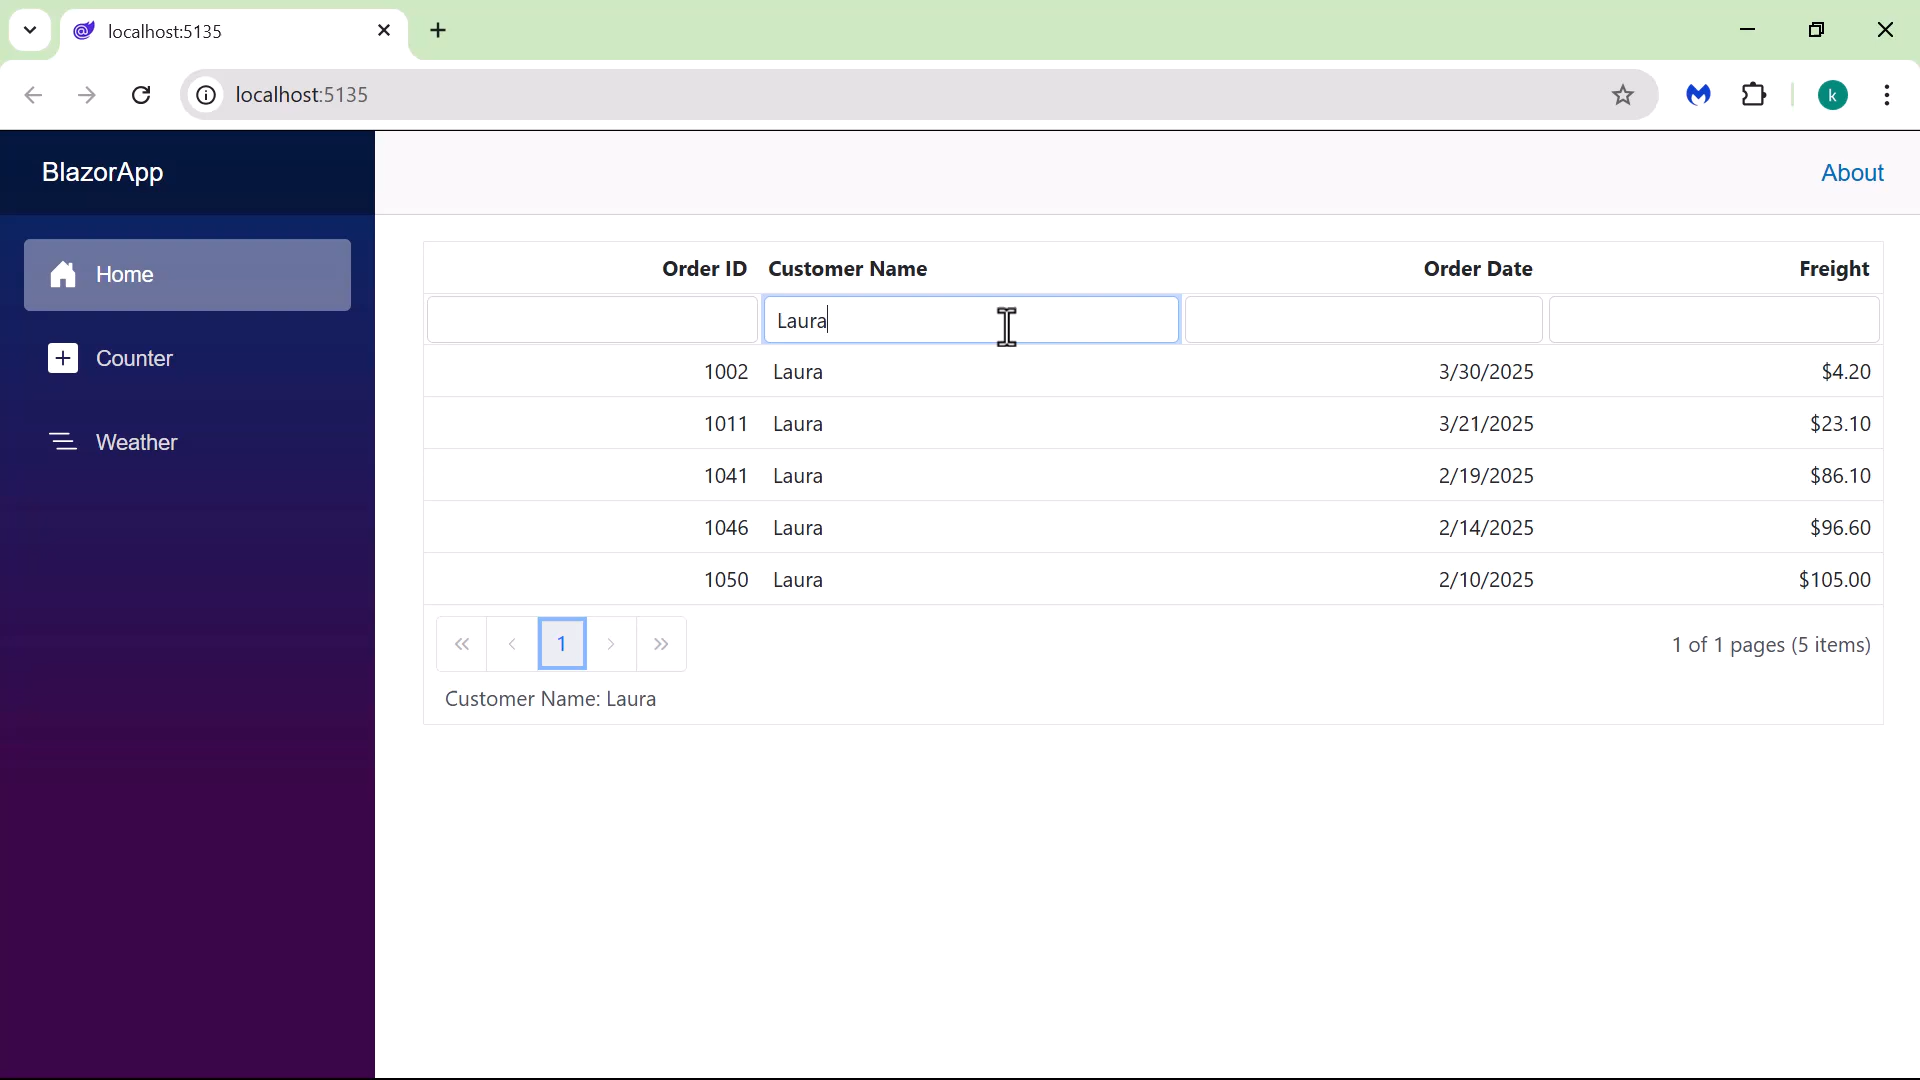 localhost:5135
localhost:5135
k
BlazorApp
About
Home
Counter
Weather
Order ID Customer Name Order Date Freight
Laura
1002 Laura 3/30/2025 $4.20
1011 Laura 3/21/2025 $23.10
1041 Laura 2/19/2025 $86.10
1046 Laura 2/14/2025 $96.60
1050 Laura 2/10/2025 $105.00
1 1 of 1 pages (5 items)
Customer Name: Laura